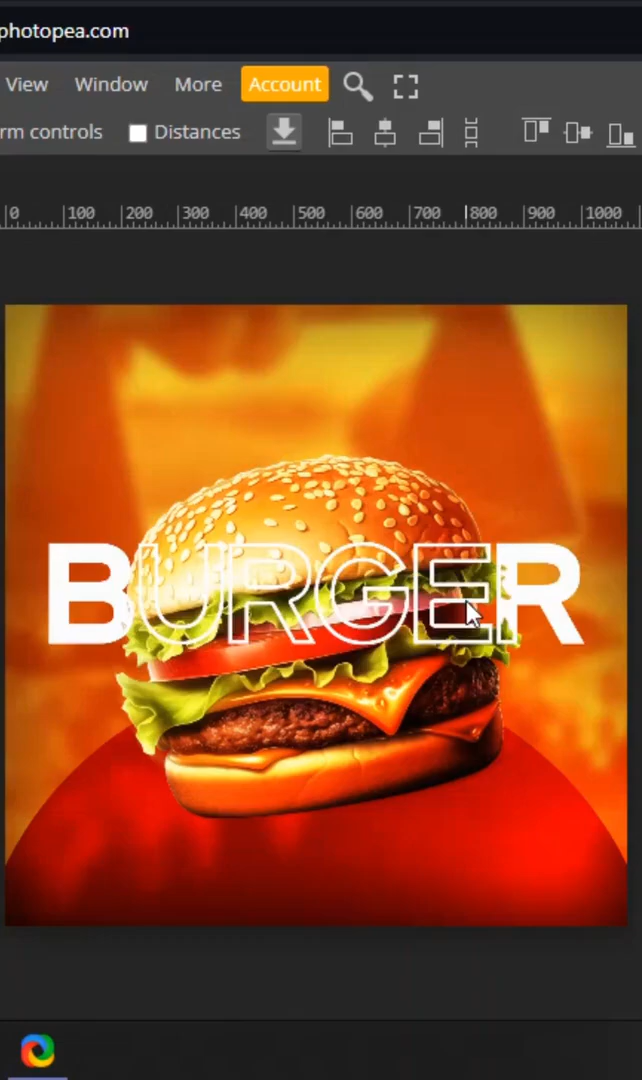 photopea.com
View Window More Account
rm controls Distances
0 100 200 300 400 500 600 700 800 900 1000
BURGER